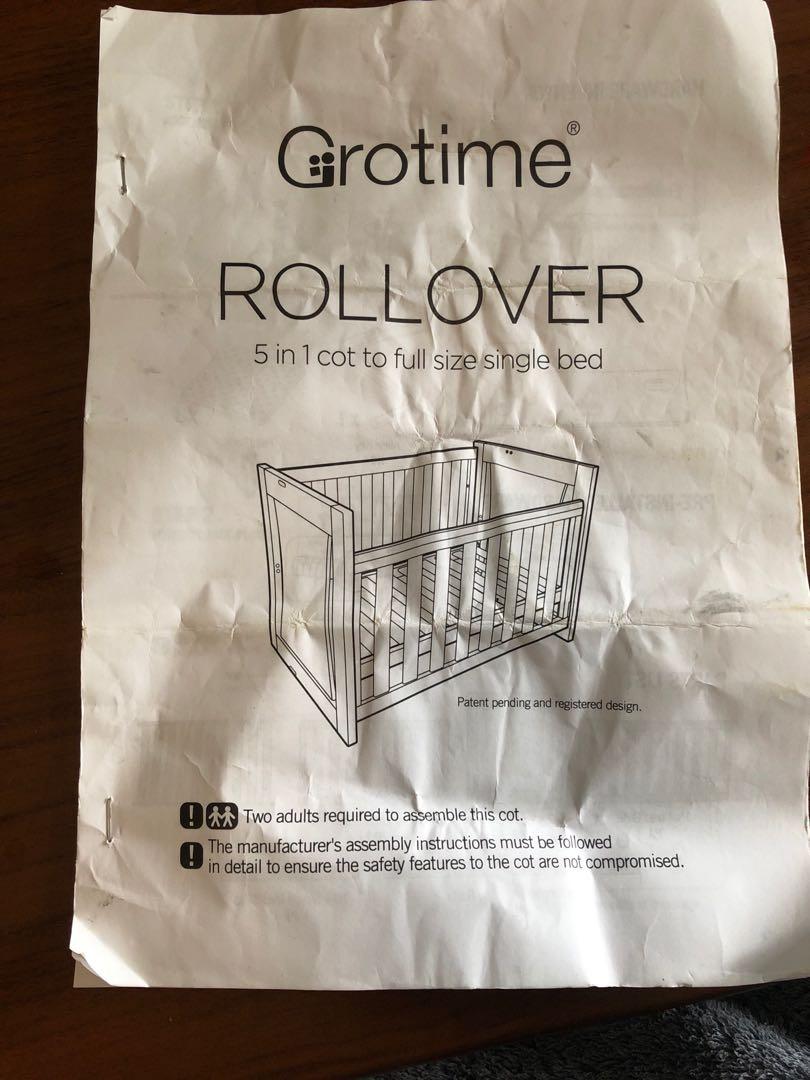 Grotime®
ROLLOVER
5 in 1 cot to full size single bed
Patent pending and registered design.
Two adults required to assemble this cot.
The manufacturer's assembly instructions must be followed
in detail to ensure the safety features to the cot are not compromised.